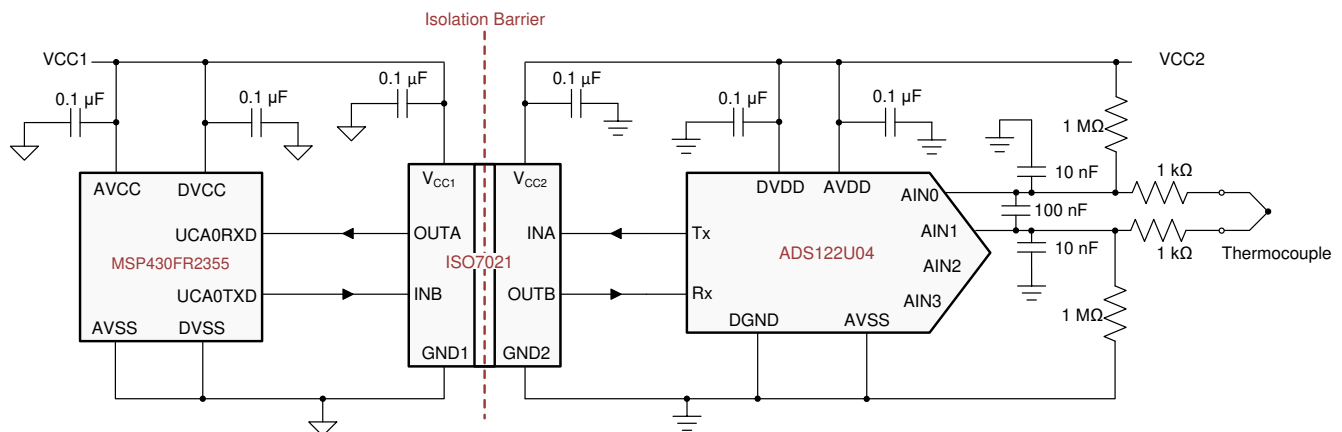 Isolation Barrier
VCC1
VCC2
0.1 µF
0.1 µF
0.1 µF
0.1 µF
0.1 µF
0.1 µF
1 MΩ
10 nF
1 kΩ
AVCC
DVCC
VCC1
VCC2
DVDD
AVDD
AIN0
100 nF
UCA0RXD
OUTA
INA
Tx
AIN1
10 nF
1 kΩ
Thermocouple
MSP430FR2355
ISO7021
ADS122U04
AIN2
UCA0TXD
INB
OUTB
Rx
AIN3
1 MΩ
AVSS
DVSS
GND1
GND2
DGND
AVSS